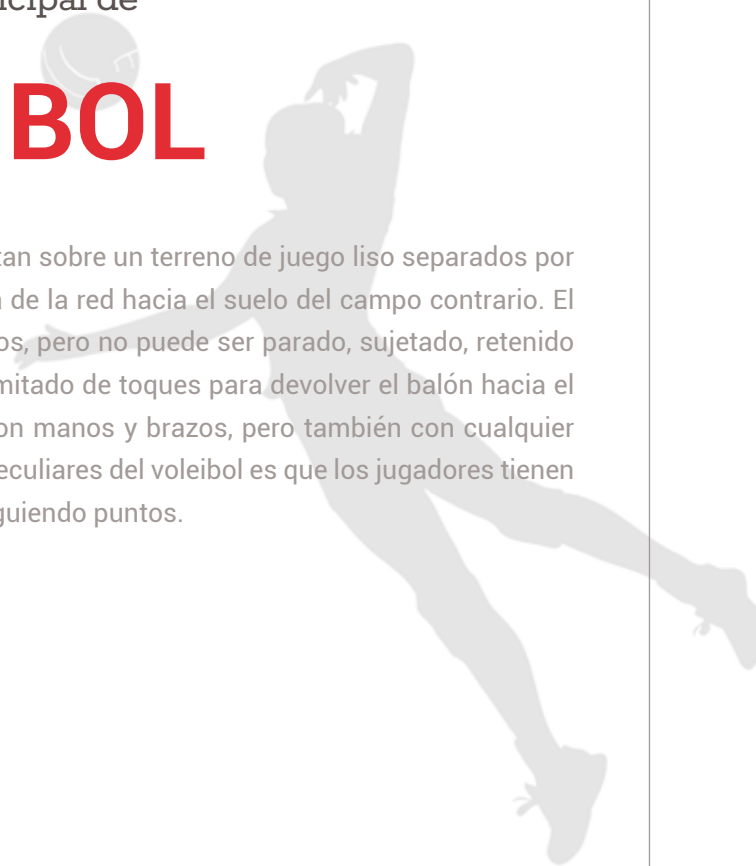 cipal de
BOL
tan sobre un terreno de juego liso separados por
de la red hacia el suelo del campo contrario. El
os, pero no puede ser parado, sujetado, retenido
mitado de toques para devolver el balón hacia el
on manos y brazos, pero también con cualquier
eculiares del voleibol es que los jugadores tienen
guiendo puntos.